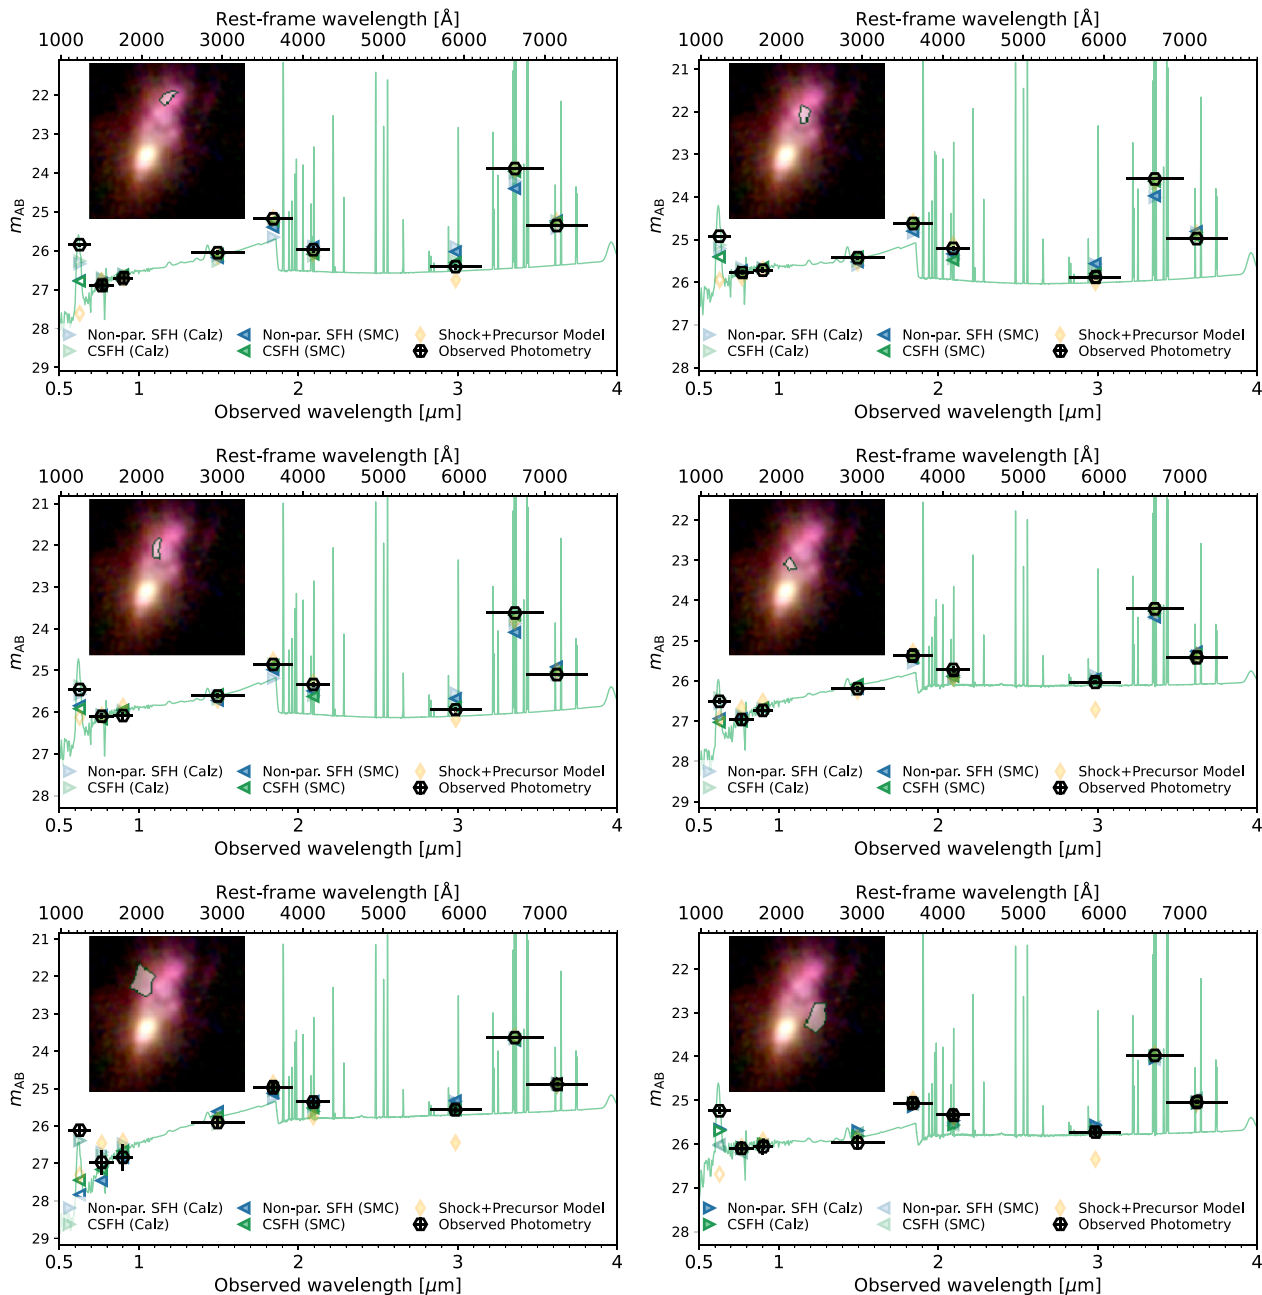 Rest-frame wavelength [Å] Rest-frame wavelength [Å]
1000 2000 3000 4000 5000 6000 7000 1000 2000 3000 4000 5000 6000 7000
22 23 24 25 26 27 28 29
m_AB
Non-par. SFH (Calz) Non-par. SFH (SMC) Shock+Precursor Model
CSFH (Calz) CSFH (SMC) Observed Photometry
0.5 1 2 3 4
Observed wavelength [μm]
21 22 23 24 25 26 27 28
Non-par. SFH (Calz) Non-par. SFH (SMC) Shock+Precursor Model
CSFH (Calz) CSFH (SMC) Observed Photometry
0.5 1 2 3 4
Observed wavelength [μm]
Rest-frame wavelength [Å] Rest-frame wavelength [Å]
1000 2000 3000 4000 5000 6000 7000 1000 2000 3000 4000 5000 6000 7000
21 22 23 24 25 26 27 28
m_AB
Non-par. SFH (Calz) Non-par. SFH (SMC) Shock+Precursor Model
CSFH (Calz) CSFH (SMC) Observed Photometry
0.5 1 2 3 4
Observed wavelength [μm]
22 23 24 25 26 27 28 29
Non-par. SFH (Calz) Non-par. SFH (SMC) Shock+Precursor Model
CSFH (Calz) CSFH (SMC) Observed Photometry
0.5 1 2 3 4
Observed wavelength [μm]
Rest-frame wavelength [Å] Rest-frame wavelength [Å]
1000 2000 3000 4000 5000 6000 7000 1000 2000 3000 4000 5000 6000 7000
21 22 23 24 25 26 27 28 29
m_AB
Non-par. SFH (Calz) Non-par. SFH (SMC) Shock+Precursor Model
CSFH (Calz) CSFH (SMC) Observed Photometry
0.5 1 2 3 4
Observed wavelength [μm]
22 23 24 25 26 27 28
Non-par. SFH (Calz) Non-par. SFH (SMC) Shock+Precursor Model
CSFH (Calz) CSFH (SMC) Observed Photometry
0.5 1 2 3 4
Observed wavelength [μm]